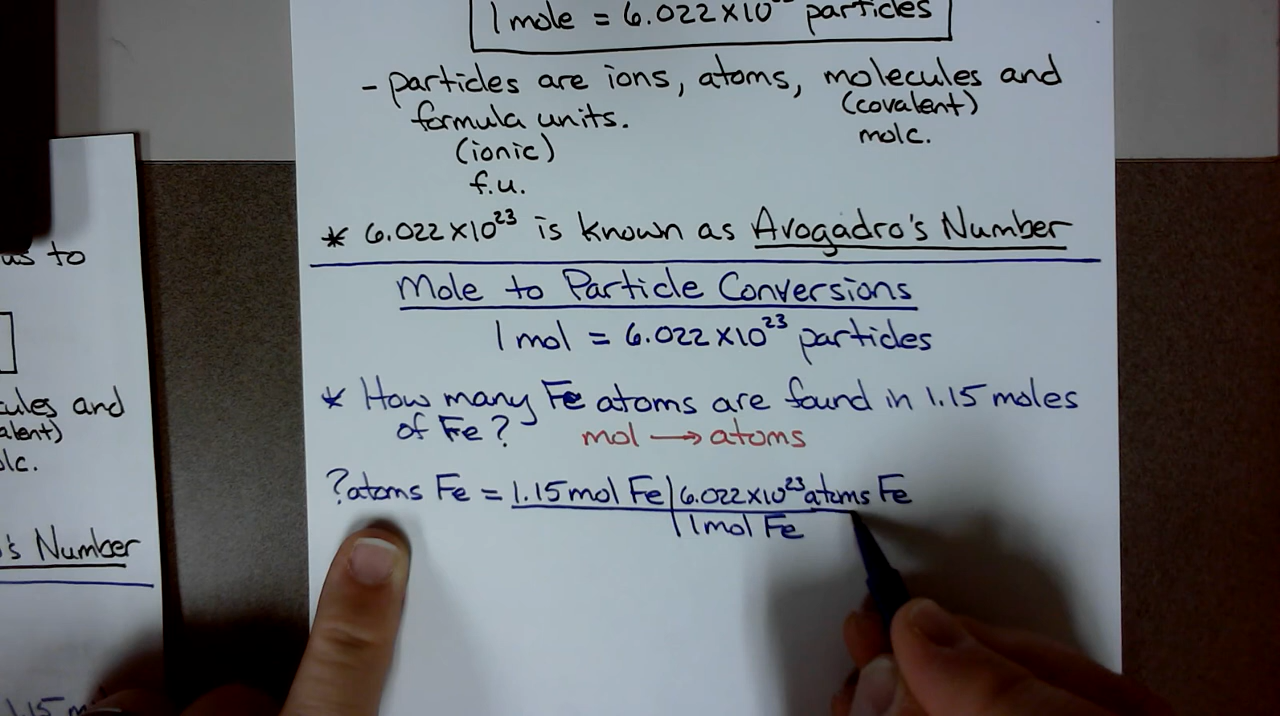 1 mole = 6.022 x 10 particles
- particles are ions, atoms, molecules and
(covalent)
formula units.
molc.
(ionic)
f.u.
* 6.022 x 10²³ is known as Avogadro's Number
Mole to Particle Conversions
1 mol = 6.022 x 10²³ particles
* How many Fe atoms are found in 1.15 moles
of Fe? mol → atoms
? atoms Fe = 1.15 mol Fe | 6.022 x 10²³ atoms Fe
| 1 mol Fe
to
and
lc.
's Number
1.15 m